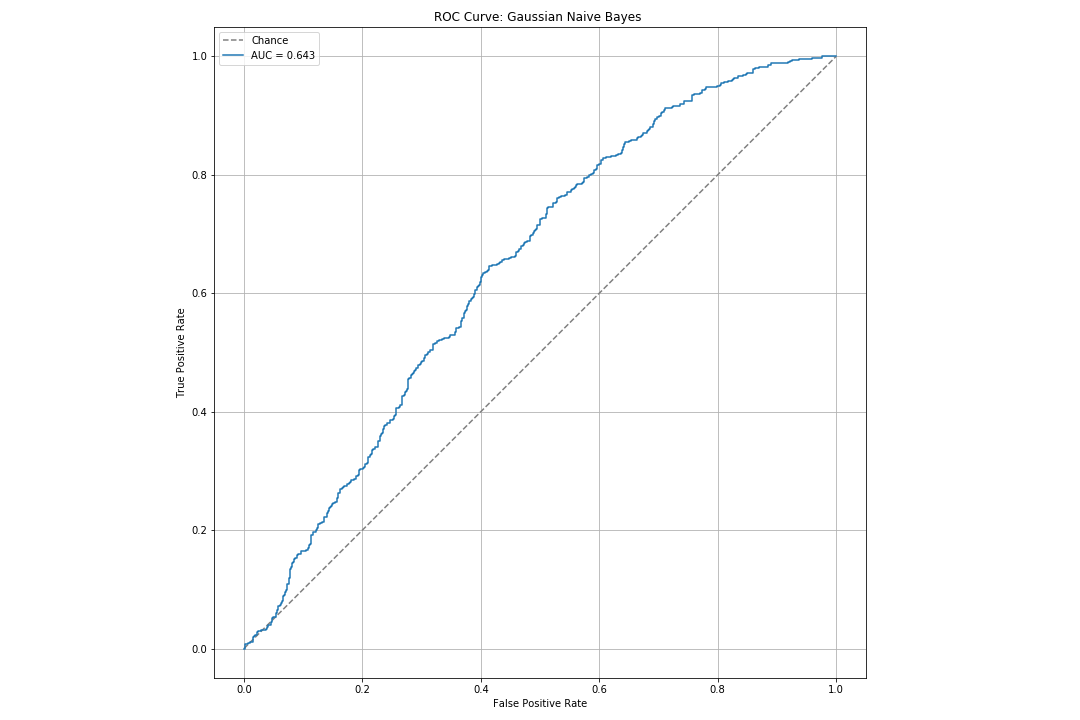 ROC Curve: Gaussian Naive Bayes
Chance
AUC = 0.643
1.0
0.8
0.6
0.4
0.2
0.0
True Positive Rate
0.0 0.2 0.4 0.6 0.8 1.0
False Positive Rate